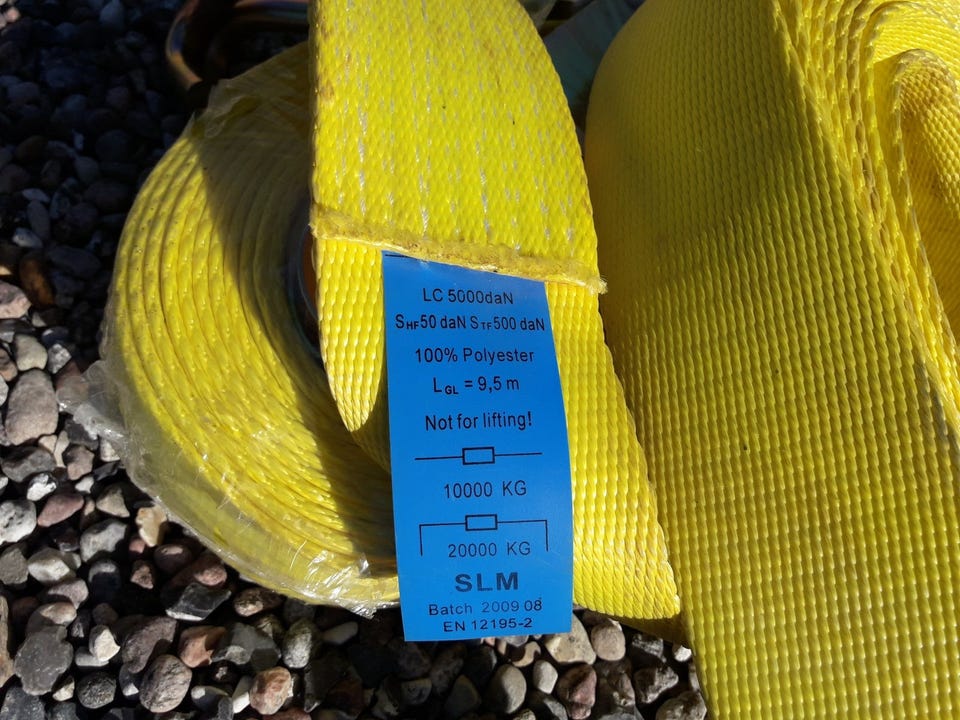 LC 5000daN
SHF50 daN STF500 daN
100% Polyester
LGL = 9,5 m
Not for lifting!
10000 KG
20000 KG
SLM
Batch 2009 08
EN 12195-2